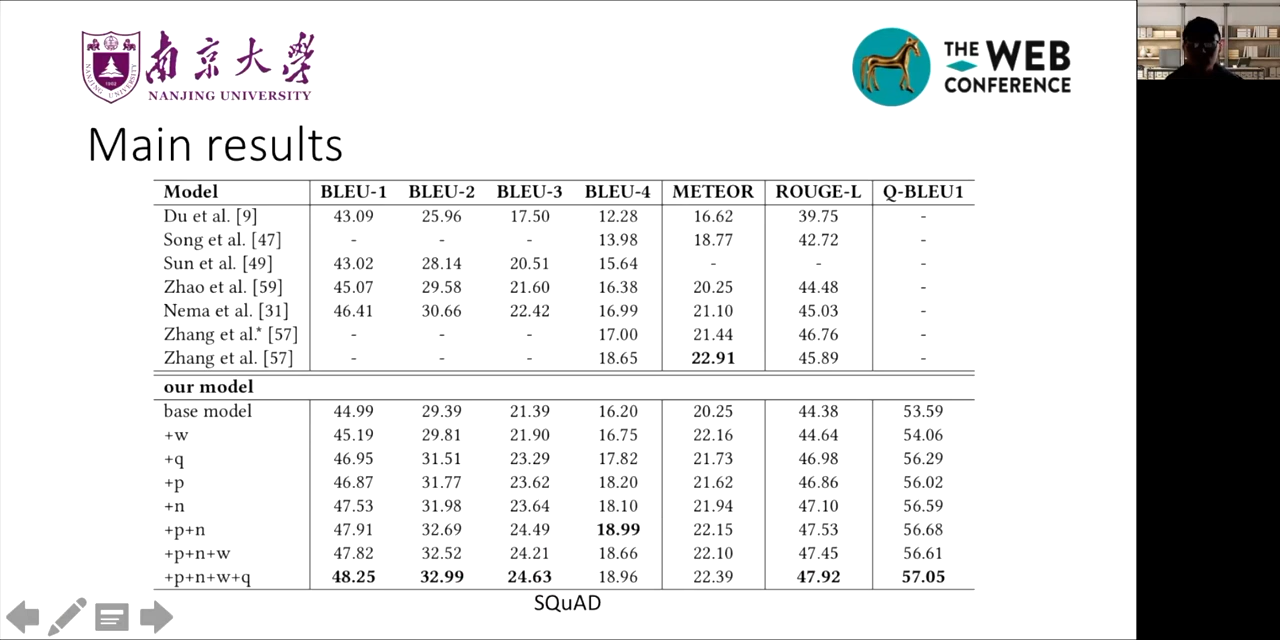 南京大学
NANJING UNIVERSITY
THE WEB
CONFERENCE
Main results
Model BLEU-1 BLEU-2 BLEU-3 BLEU-4 METEOR ROUGE-L Q-BLEU1
Du et al. [9] 43.09 25.96 17.50 12.28 16.62 39.75 -
Song et al. [47] - - - 13.98 18.77 42.72 -
Sun et al. [49] 43.02 28.14 20.51 15.64 - - -
Zhao et al. [59] 45.07 29.58 21.60 16.38 20.25 44.48 -
Nema et al. [31] 46.41 30.66 22.42 16.99 21.10 45.03 -
Zhang et al.* [57] - - - 17.00 21.44 46.76 -
Zhang et al. [57] - - - 18.65 22.91 45.89 -
our model
base model 44.99 29.39 21.39 16.20 20.25 44.38 53.59
+w 45.19 29.81 21.90 16.75 22.16 44.64 54.06
+q 46.95 31.51 23.29 17.82 21.73 46.98 56.29
+p 46.87 31.77 23.62 18.20 21.62 46.86 56.02
+n 47.53 31.98 23.64 18.10 21.94 47.10 56.59
+p+n 47.91 32.69 24.49 18.99 22.15 47.53 56.68
+p+n+w 47.82 32.52 24.21 18.66 22.10 47.45 56.61
+p+n+w+q 48.25 32.99 24.63 18.96 22.39 47.92 57.05
SQuAD